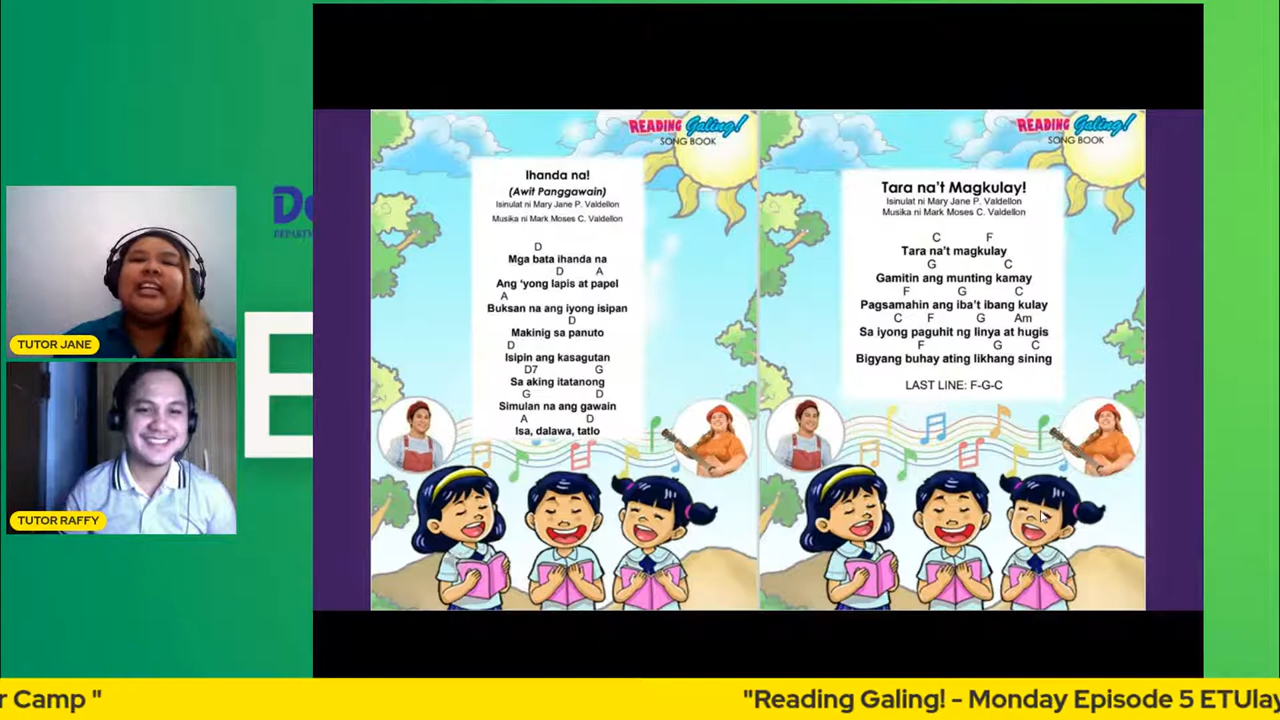 READING Galing!
SONG BOOK
Ihanda na!
(Awit Panggawain)
Isinulat ni Mary Jane P. Valdellon
Musika ni Mark Moses C. Valdellon
D
Mga bata ihanda na
D A
Ang ‘yong lapis at papel
A
Buksan na ang iyong isipan
D
Makinig sa panuto
D
Isipin ang kasagutan
D7 G
Sa aking itatanong
G D
Simulan na ang gawain
A D
Isa, dalawa, tatlo
READING Galing!
SONG BOOK
Tara na’t Magkulay!
Isinulat ni Mary Jane P. Valdellon
Musika ni Mark Moses C. Valdellon
C F
Tara na’t magkulay
G C
Gamitin ang munting kamay
F G C
Pagsamahin ang iba’t ibang kulay
C F G Am
Sa iyong paguhit ng linya at hugis
F G C
Bigyang buhay ating likhang sining
LAST LINE: F-G-C
TUTOR JANE
TUTOR RAFFY
E
r Camp "
"Reading Galing! - Monday Episode 5 ETUlay